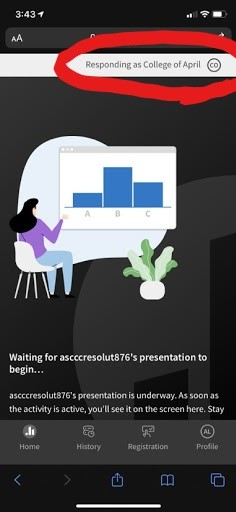 3:43
AA
Responding as College of April CO
A B C
Waiting for ascccresolut876's presentation to
begin...
ascccresolut876's presentation is underway. As soon as
the activity is active, you'll see it on the screen here. Stay
Home History Registration AL Profile